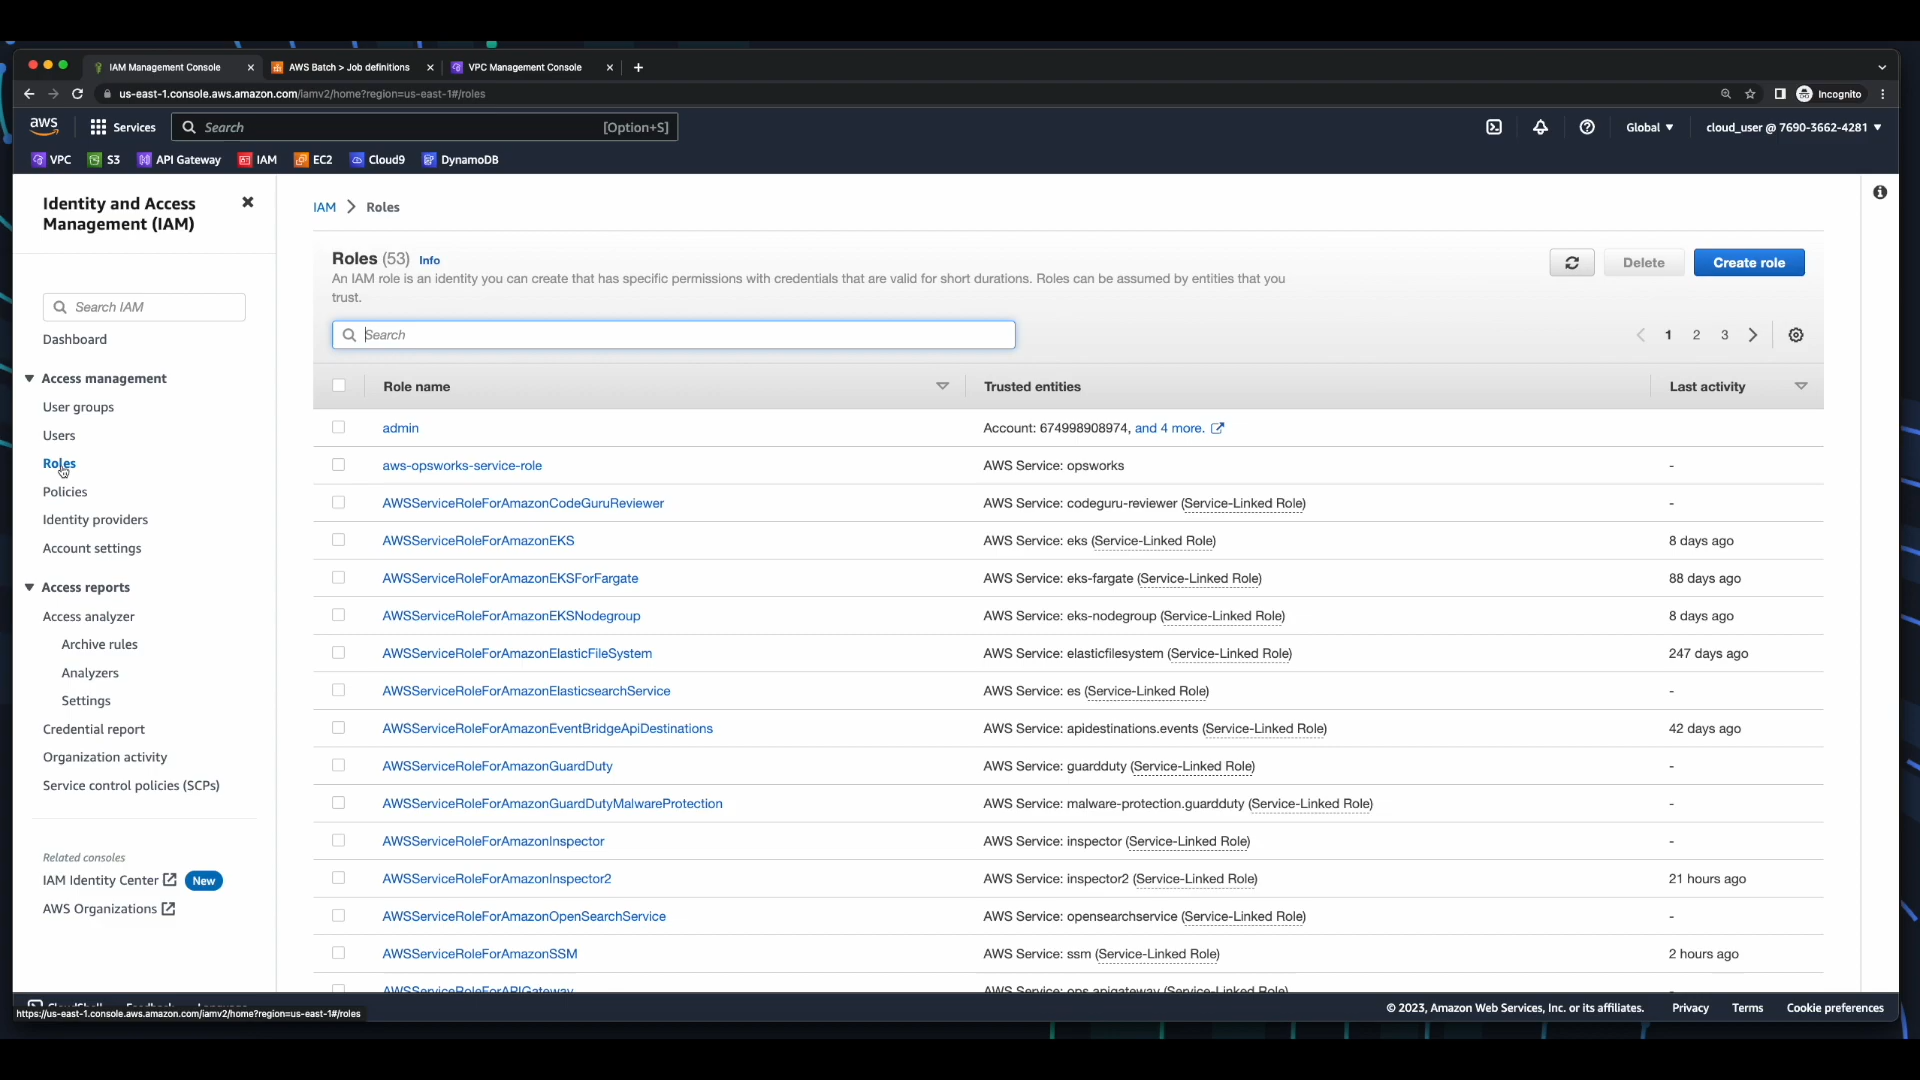 IAM Management Console
AWS Batch > Job definitions
VPC Management Console
us-east-1.console.aws.amazon.com/iamv2/home?region=us-east-1#/roles
Incognito
aws
Services
Search
[Option+S]
Global
cloud_user @ 7690-3662-4281
VPC
S3
API Gateway
IAM
EC2
Cloud9
DynamoDB
Identity and Access
Management (IAM)
Search IAM
Dashboard
Access management
User groups
Users
Roles
Policies
Identity providers
Account settings
Access reports
Access analyzer
Archive rules
Analyzers
Settings
Credential report
Organization activity
Service control policies (SCPs)
Related consoles
IAM Identity Center New
AWS Organizations
IAM > Roles
Roles (53) Info
An IAM role is an identity you can create that has specific permissions with credentials that are valid for short durations. Roles can be assumed by entities that you
trust.
Delete
Create role
Search
1 2 3
Role name Trusted entities Last activity
admin Account: 674998908974, and 4 more.
aws-opsworks-service-role AWS Service: opsworks -
AWSServiceRoleForAmazonCodeGuruReviewer AWS Service: codeguru-reviewer (Service-Linked Role) -
AWSServiceRoleForAmazonEKS AWS Service: eks (Service-Linked Role) 8 days ago
AWSServiceRoleForAmazonEKSForFargate AWS Service: eks-fargate (Service-Linked Role) 88 days ago
AWSServiceRoleForAmazonEKSNodegroup AWS Service: eks-nodegroup (Service-Linked Role) 8 days ago
AWSServiceRoleForAmazonElasticFileSystem AWS Service: elasticfilesystem (Service-Linked Role) 247 days ago
AWSServiceRoleForAmazonElasticsearchService AWS Service: es (Service-Linked Role) -
AWSServiceRoleForAmazonEventBridgeApiDestinations AWS Service: apidestinations.events (Service-Linked Role) 42 days ago
AWSServiceRoleForAmazonGuardDuty AWS Service: guardduty (Service-Linked Role) -
AWSServiceRoleForAmazonGuardDutyMalwareProtection AWS Service: malware-protection.guardduty (Service-Linked Role) -
AWSServiceRoleForAmazonInspector AWS Service: inspector (Service-Linked Role) -
AWSServiceRoleForAmazonInspector2 AWS Service: inspector2 (Service-Linked Role) 21 hours ago
AWSServiceRoleForAmazonOpenSearchService AWS Service: opensearchservice (Service-Linked Role) -
AWSServiceRoleForAmazonSSM AWS Service: ssm (Service-Linked Role) 2 hours ago
AWSServiceRoleForAPIGateway AWS Service: ops.apigateway (Service-Linked Role) -
CloudShell Feedback Language
https://us-east-1.console.aws.amazon.com/iamv2/home?region=us-east-1#/roles
© 2023, Amazon Web Services, Inc. or its affiliates. Privacy Terms Cookie preferences